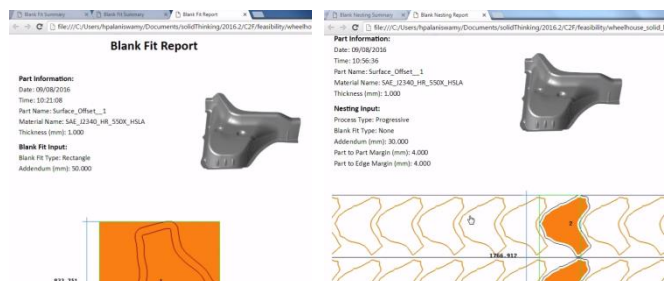 Blank Fit Summary
Blank Fit Summary
Blank Fit Report
file:///C:/Users/hpalaniswamy/Documents/solidThinking/2016.2/C2F/feasibility/wheelho
Blank Fit Report
Part Information:
Date: 09/08/2016
Time: 10:21:08
Part Name: Surface_Offset__1
Material Name: SAE_J2340_HR_550X_HSLA
Thickness (mm): 1.000
Blank Fit Input:
Blank Fit Type: Rectangle
Addendum (mm): 50.000
Blank Nesting Summary
Blank Nesting Report
file:///C:/Users/hpalaniswamy/Documents/solidThinking/2016.2/C2F/feasibility/wheelhouse_solid_
Part Information:
Date: 09/08/2016
Time: 10:56:36
Part Name: Surface_Offset__1
Material Name: SAE_J2340_HR_550X_HSLA
Thickness (mm): 1.000
Nesting Input:
Process Type: Progressive
Blank Fit Type: None
Addendum (mm): 30.000
Part to Part Margin (mm): 4.000
Part to Edge Margin (mm): 4.000
1766.912